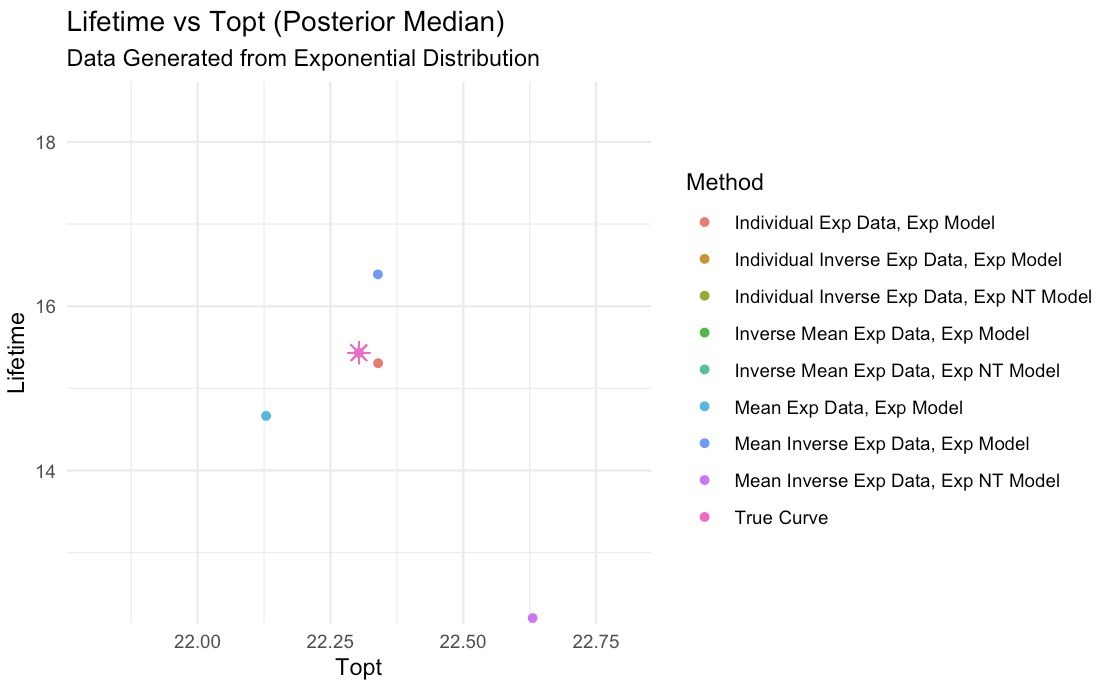 Lifetime vs Topt (Posterior Median)
Data Generated from Exponential Distribution
18
16
14
Lifetime
22.00 22.25 22.50 22.75
Topt
Method
Individual Exp Data, Exp Model
Individual Inverse Exp Data, Exp Model
Individual Inverse Exp Data, Exp NT Model
Inverse Mean Exp Data, Exp Model
Inverse Mean Exp Data, Exp NT Model
Mean Exp Data, Exp Model
Mean Inverse Exp Data, Exp Model
Mean Inverse Exp Data, Exp NT Model
True Curve